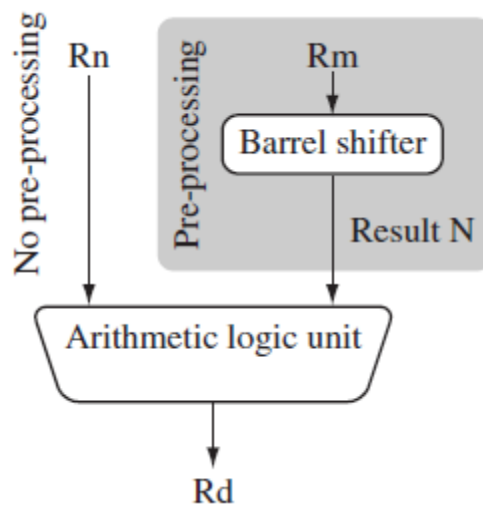 No pre-processing
Rn
Pre-processing
Rm
Barrel shifter
Result N
Arithmetic logic unit
Rd